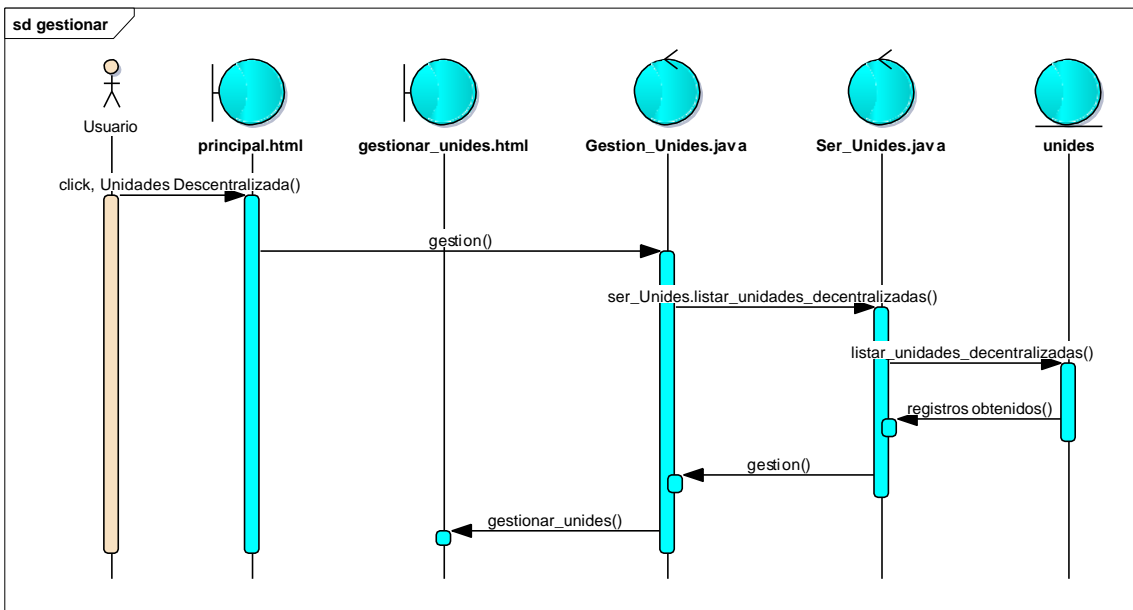 sd gestionar
Usuario
principal.html
gestionar_unides.html
Gestion_Unides.java
Ser_Unides.java
unides
click, Unidades Descentralizada()
gestion()
ser_Unides.listar_unidades_decentralizadas()
listar_unidades_decentralizadas()
registros obtenidos()
gestion()
gestionar_unides()